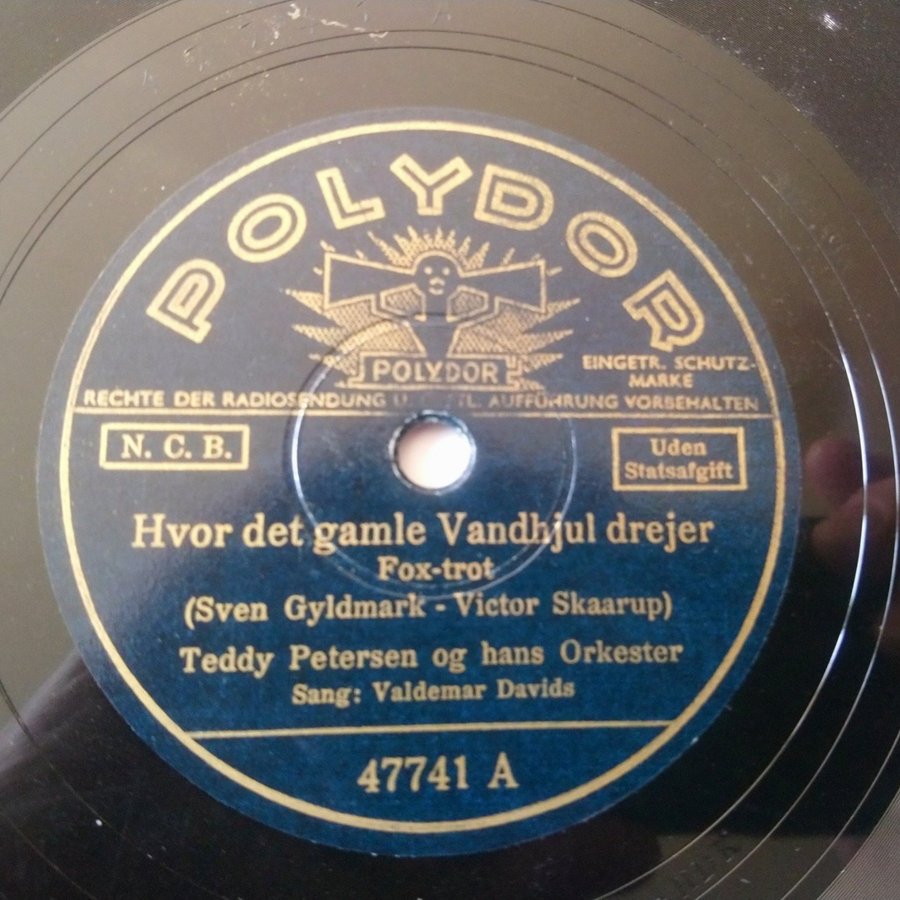 POLYDOR
POLYDOR
EINGETR. SCHUTZ-
MARKE
RECHTE DER RADIOSENDUNG U. AUFFÜHRUNG VORBEHALTEN
N. C. B.
Uden
Statsafgift
Hvor det gamle Vandhjul drejer
Fox-trot
(Sven Gyldmark - Victor Skaarup)
Teddy Petersen og hans Orkester
Sang: Valdemar Davids
47741 A